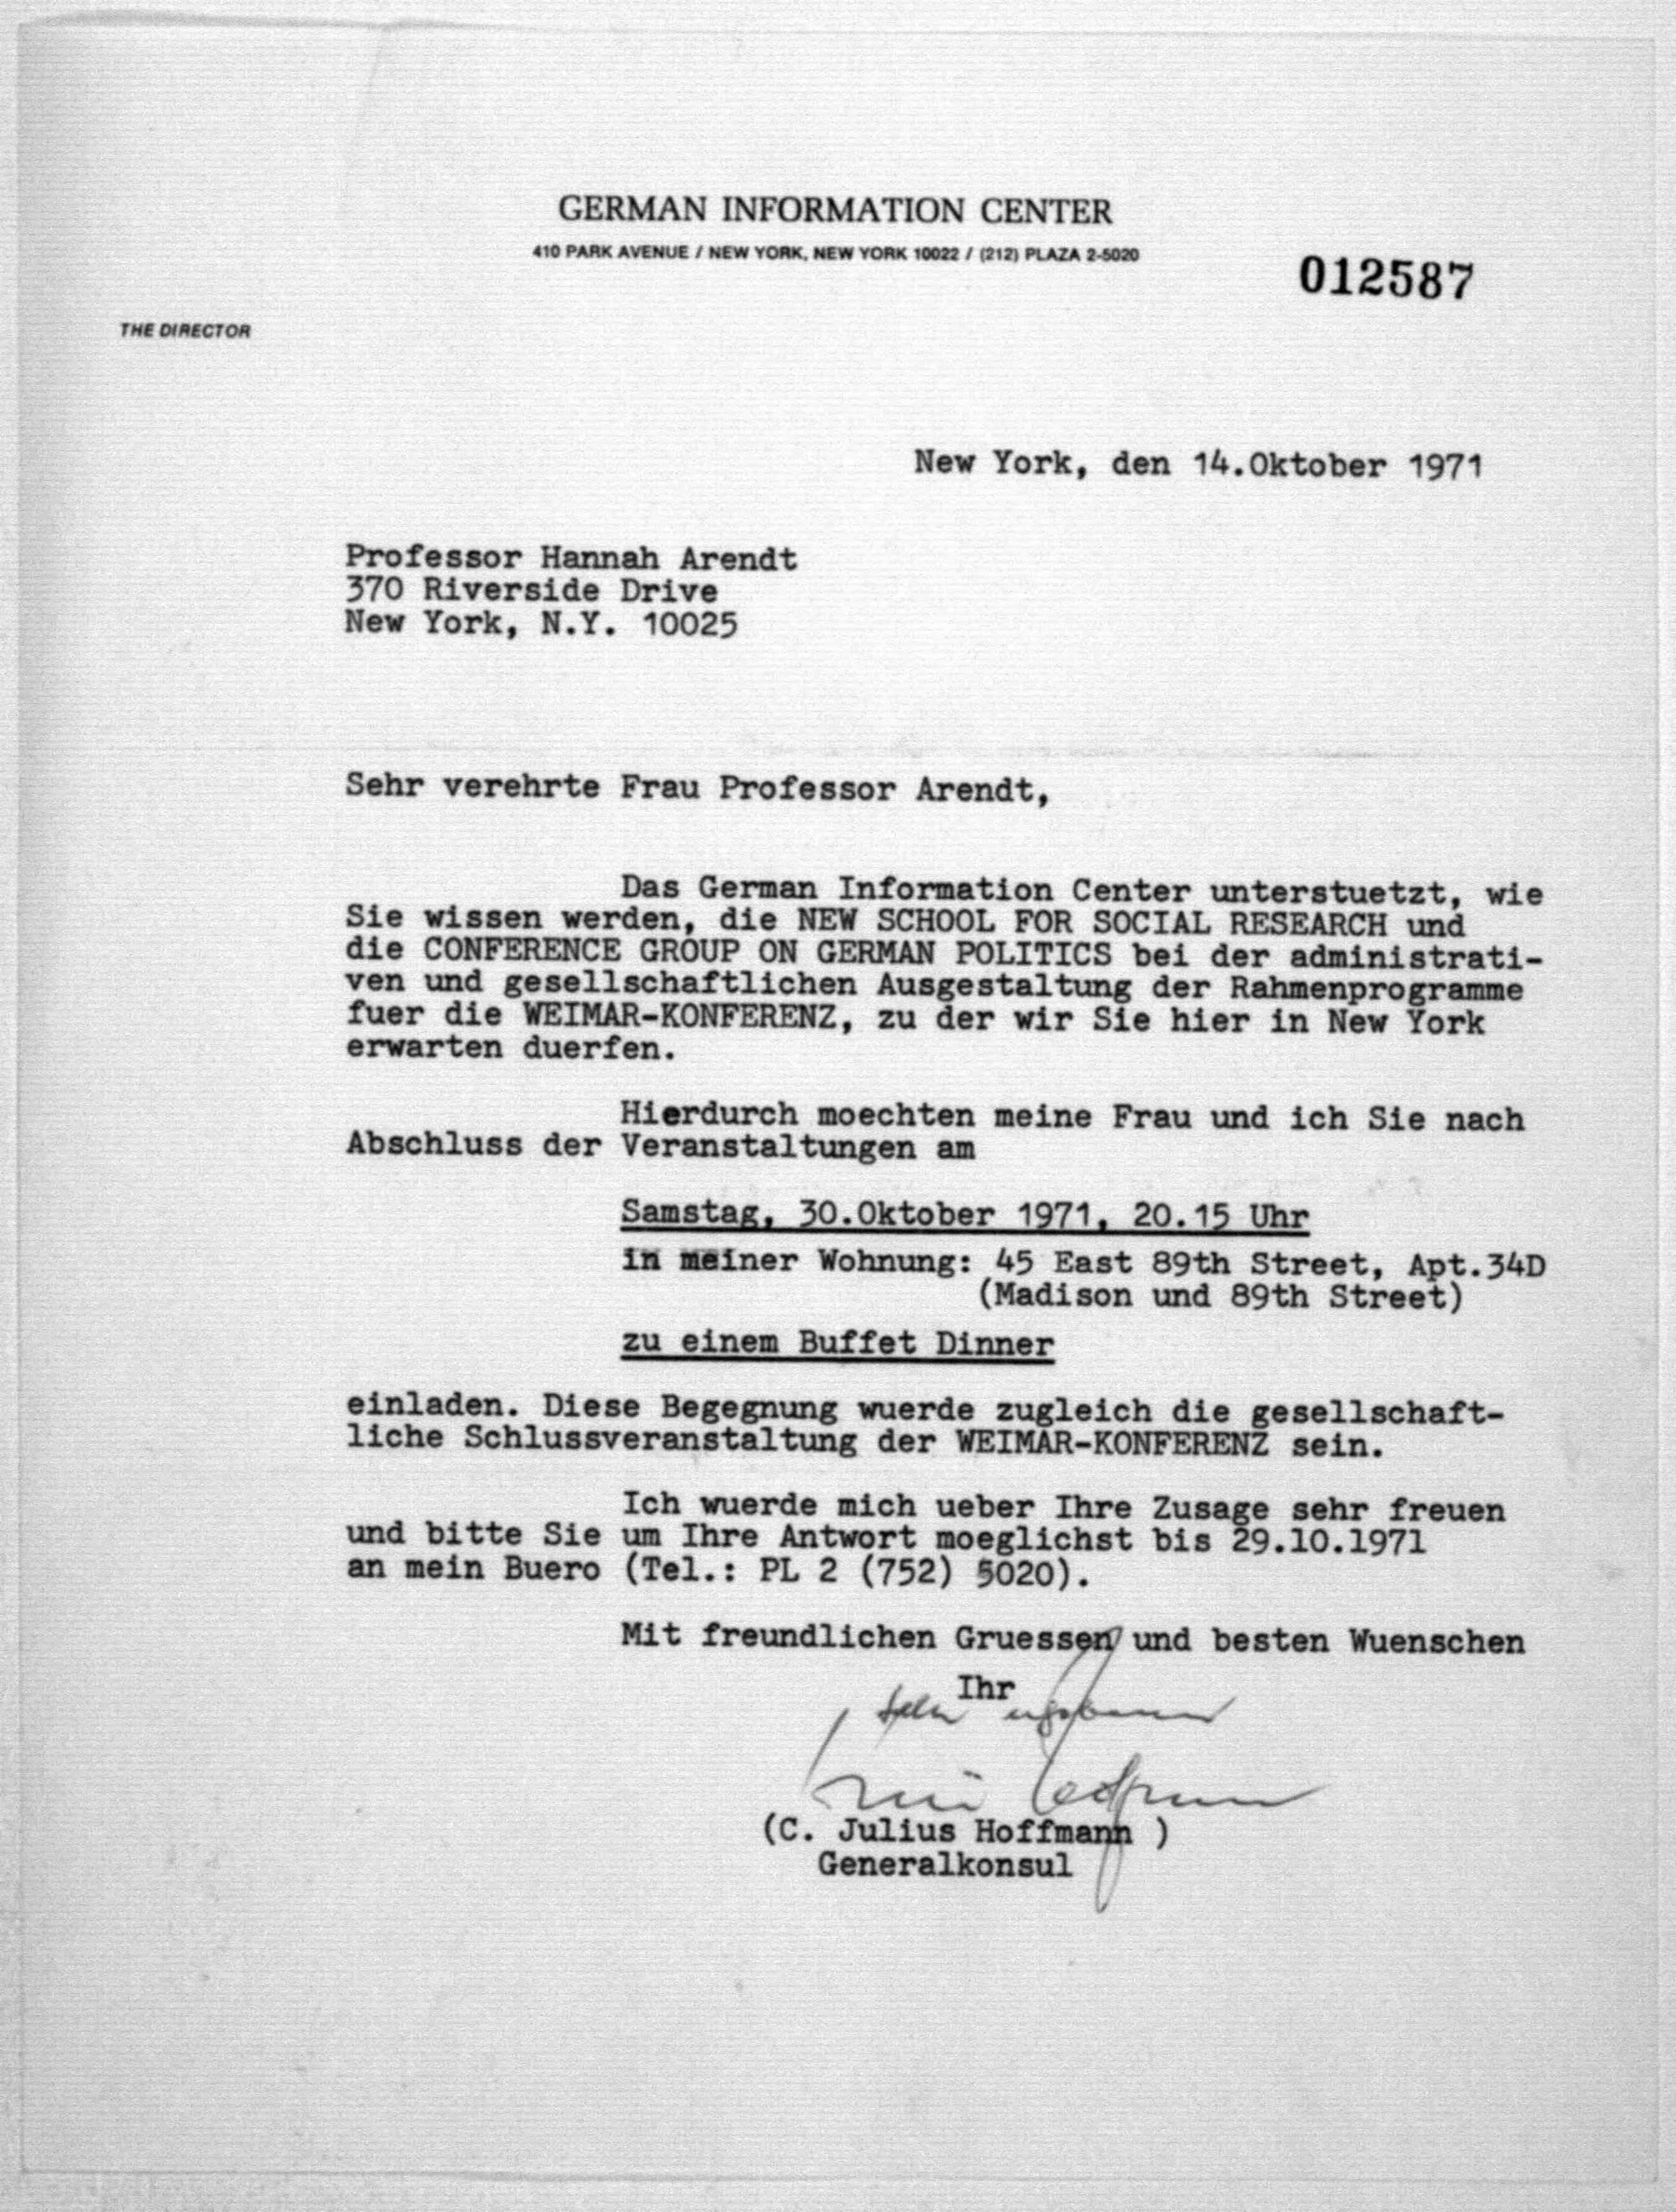 GERMAN INFORMATION CENTER
410 PARK AVENUE / NEW YORK, NEW YORK 10022 / (212) PLAZA 2-5020
012587
THE DIRECTOR
New York, den 14.Oktober 1971
Professor Hannah Arendt
370 Riverside Drive
New York, N.Y. 10025
Sehr verehrte Frau Professor Arendt,
Das German Information Center unterstuetzt, wie
Sie wissen werden, die NEW SCHOOL FOR SOCIAL RESEARCH und
die CONFERENCE GROUP ON GERMAN POLITICS bei der administrati-
ven und gesellschaftlichen Ausgestaltung der Rahmenprogramme
fuer die WEIMAR-KONFERENZ, zu der wir Sie hier in New York
erwarten duerfen.
Hierdurch moechten meine Frau und ich Sie nach
Abschluss der Veranstaltungen am
Samstag, 30.Oktober 1971, 20.15 Uhr
in meiner Wohnung: 45 East 89th Street, Apt.34D
(Madison und 89th Street)
zu einem Buffet Dinner
einladen. Diese Begegnung wuerde zugleich die gesellschaft-
liche Schlussveranstaltung der WEIMAR-KONFERENZ sein.
Ich wuerde mich ueber Ihre Zusage sehr freuen
und bitte Sie um Ihre Antwort moeglichst bis 29.10.1971
an mein Buero (Tel.: PL 2 (752) 5020).
Mit freundlichen Gruessen und besten Wuenschen
Ihr
(C. Julius Hoffmann )
Generalkonsul